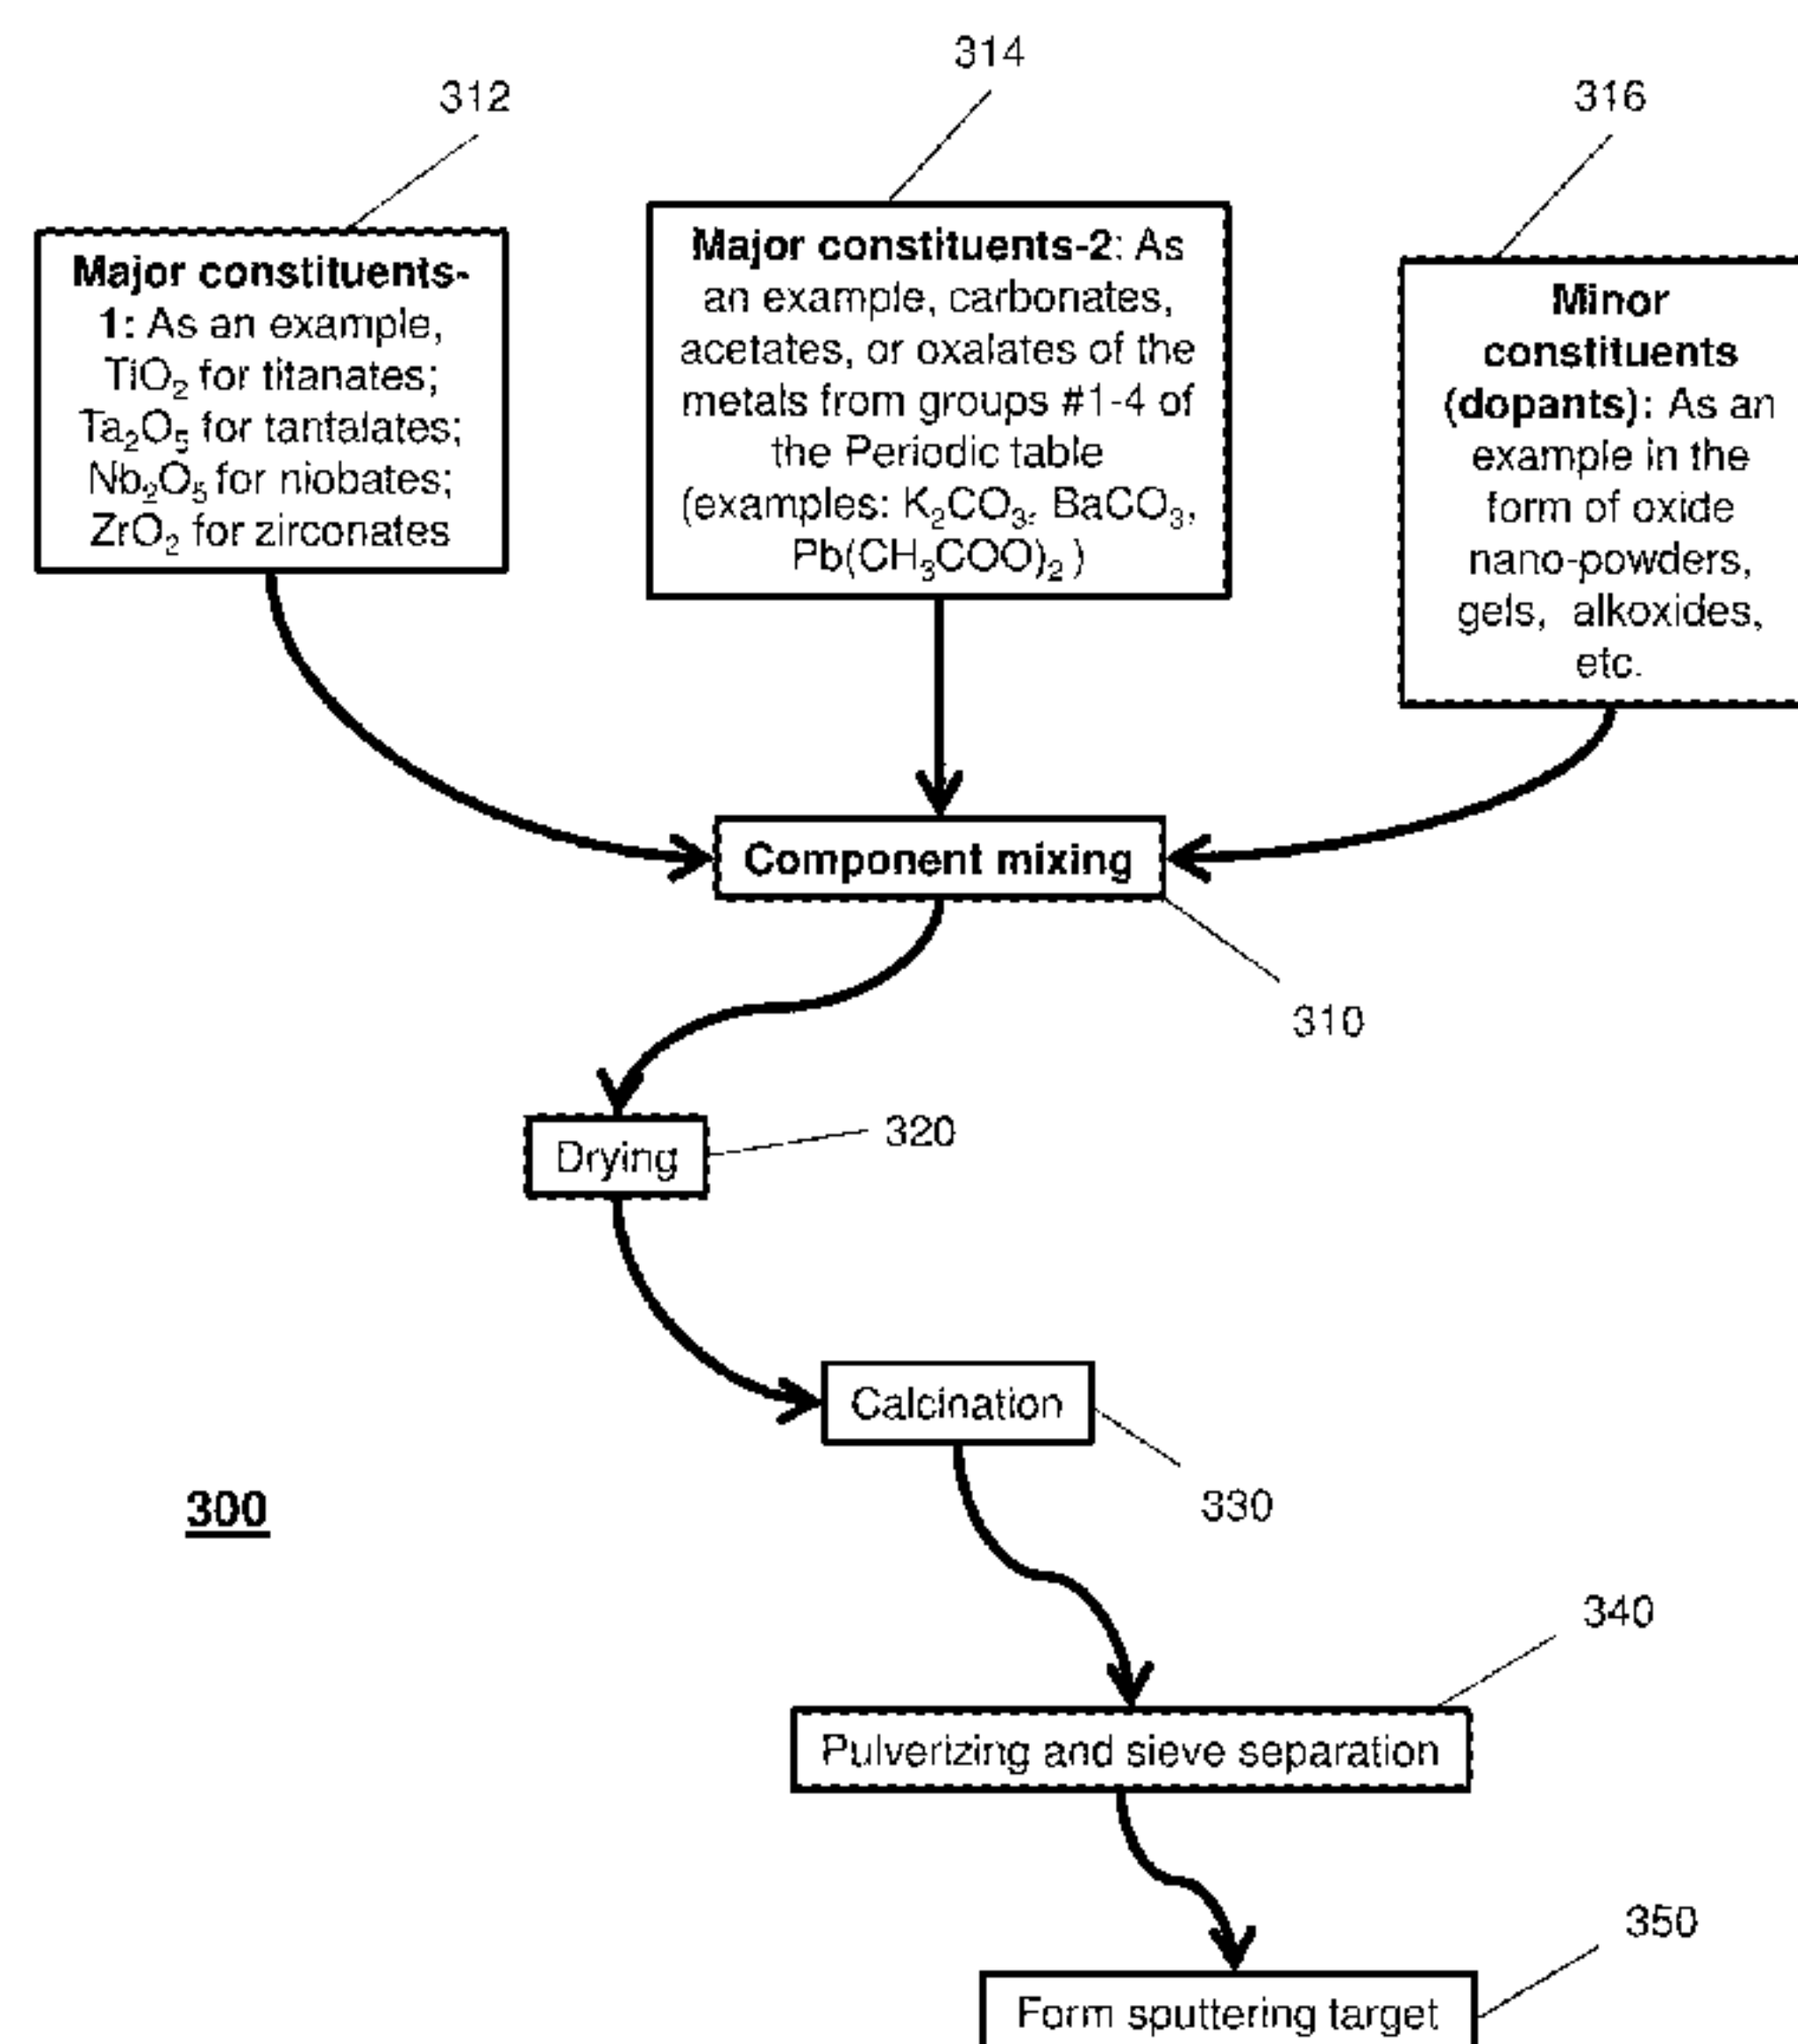 314
312
316
Major constituents-
1: As an example,
TiO₂ for titanates;
Ta₂O₅ for tantalates;
Nb₂O₅ for niobates;
ZrO₂ for zirconates
Major constituents-2: As
an example, carbonates,
acetates, or oxalates of the
metals from groups #1-4 of
the Periodic table
(examples: K₂CO₃, BaCO₃,
Pb(CH₃COO)₂ )
Minor
constituents
(dopants): As an
example in the
form of oxide
nano-powders,
gels, alkoxides,
etc.
Component mixing
310
Drying
320
Calcination
330
300
340
Pulverizing and sieve separation
350
Form sputtering target